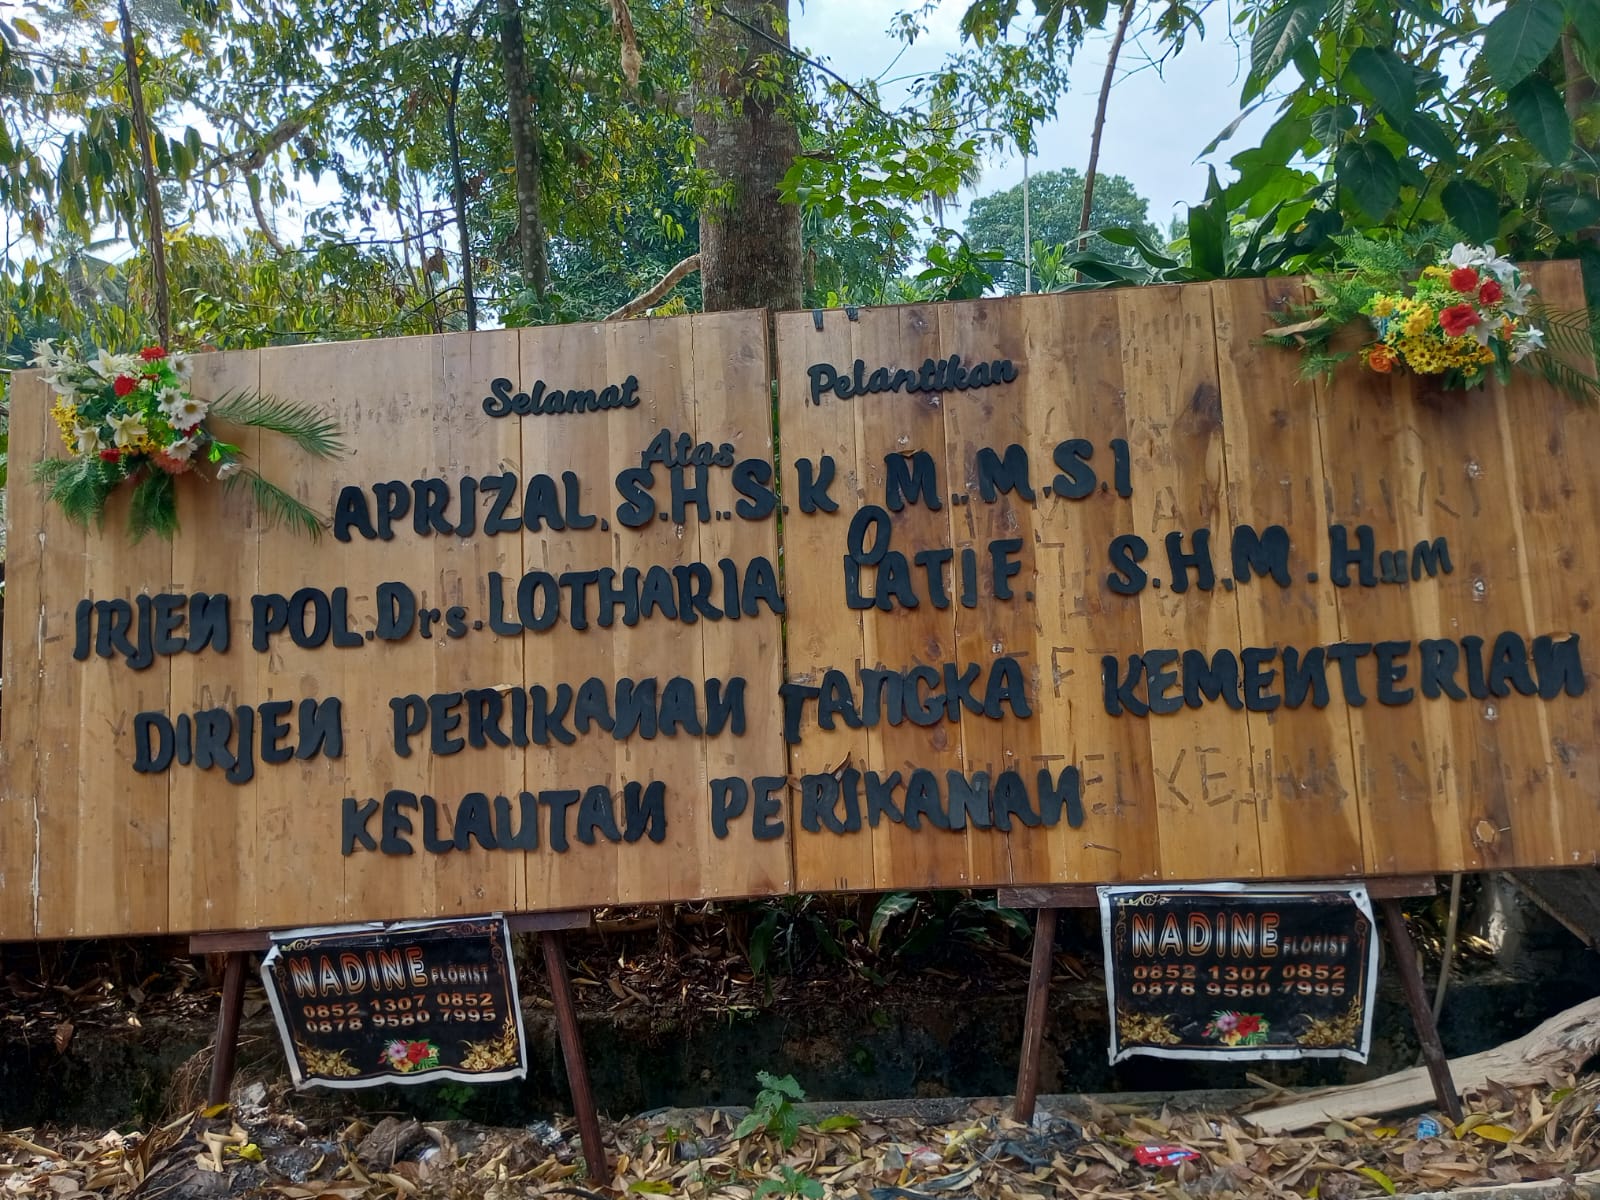 Selamat Pelantikan
Atas
APRIZAL.S.H..S.K M..M.S.I
O
IRJEN POL.Drs.LOTHARIA LATIF. S.H.M.HUM
DIRJEN PERIKANAN TANGKA KEMENTERIAN
KELAUTAN PERIKANAN
NADINE FLORIST
0852 1307 0852
0878 9580 7995
NADINE FLORIST
0852 1307 0852
0878 9580 7995